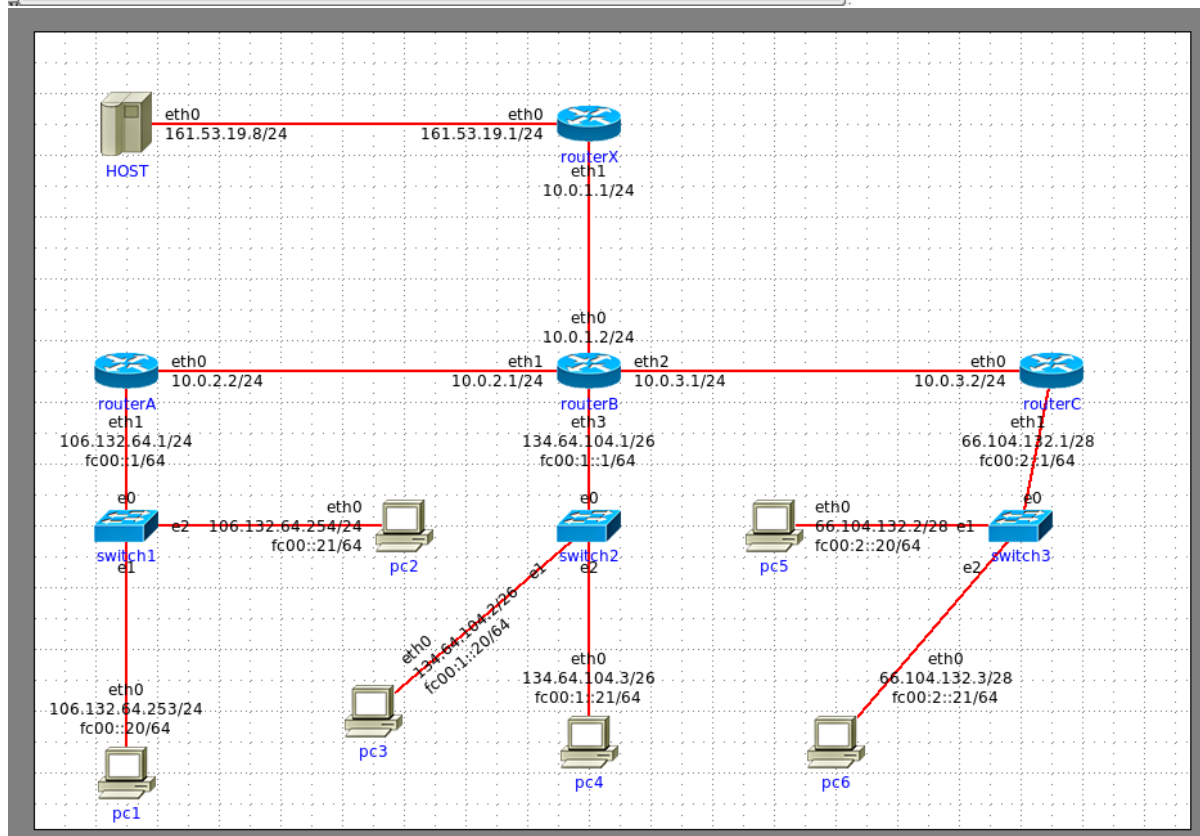 eth0
161.53.19.8/24
HOST
eth0
161.53.19.1/24
routerX
eth1
10.0.1.1/24
eth0
10.0.1.2/24
eth0
10.0.2.2/24
routerA
eth1
106.132.64.1/24
fc00::1/64
eth1
10.0.2.1/24
eth2
10.0.3.1/24
routerB
eth3
134.64.104.1/26
fc00:1::1/64
eth0
10.0.3.2/24
routerC
eth1
66.104.132.1/28
fc00:2::1/64
e0
e2
switch1
e1
eth0
106.132.64.254/24
fc00::21/64
pc2
e0
switch2
e1
e2
eth0
66.104.132.2/28
fc00:2::20/64
pc5
e0
e1
switch3
e2
eth0
134.64.104.2/26
fc00:1::20/64
pc3
eth0
134.64.104.3/26
fc00:1::21/64
pc4
eth0
66.104.132.3/28
fc00:2::21/64
pc6
eth0
106.132.64.253/24
fc00::20/64
pc1